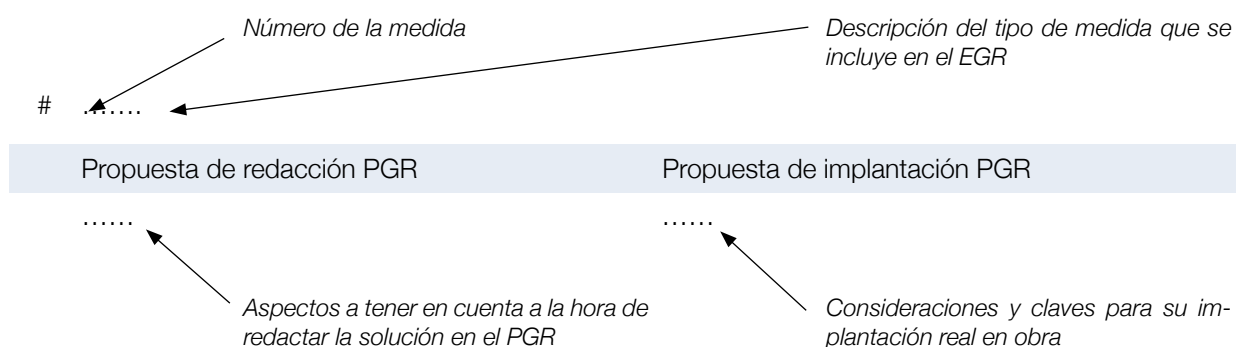 Número de la medida
Descripción del tipo de medida que se
incluye en el EGR
# .......
Propuesta de redacción PGR
Propuesta de implantación PGR
......
......
Aspectos a tener en cuenta a la hora de
redactar la solución en el PGR
Consideraciones y claves para su im-
plantación real en obra